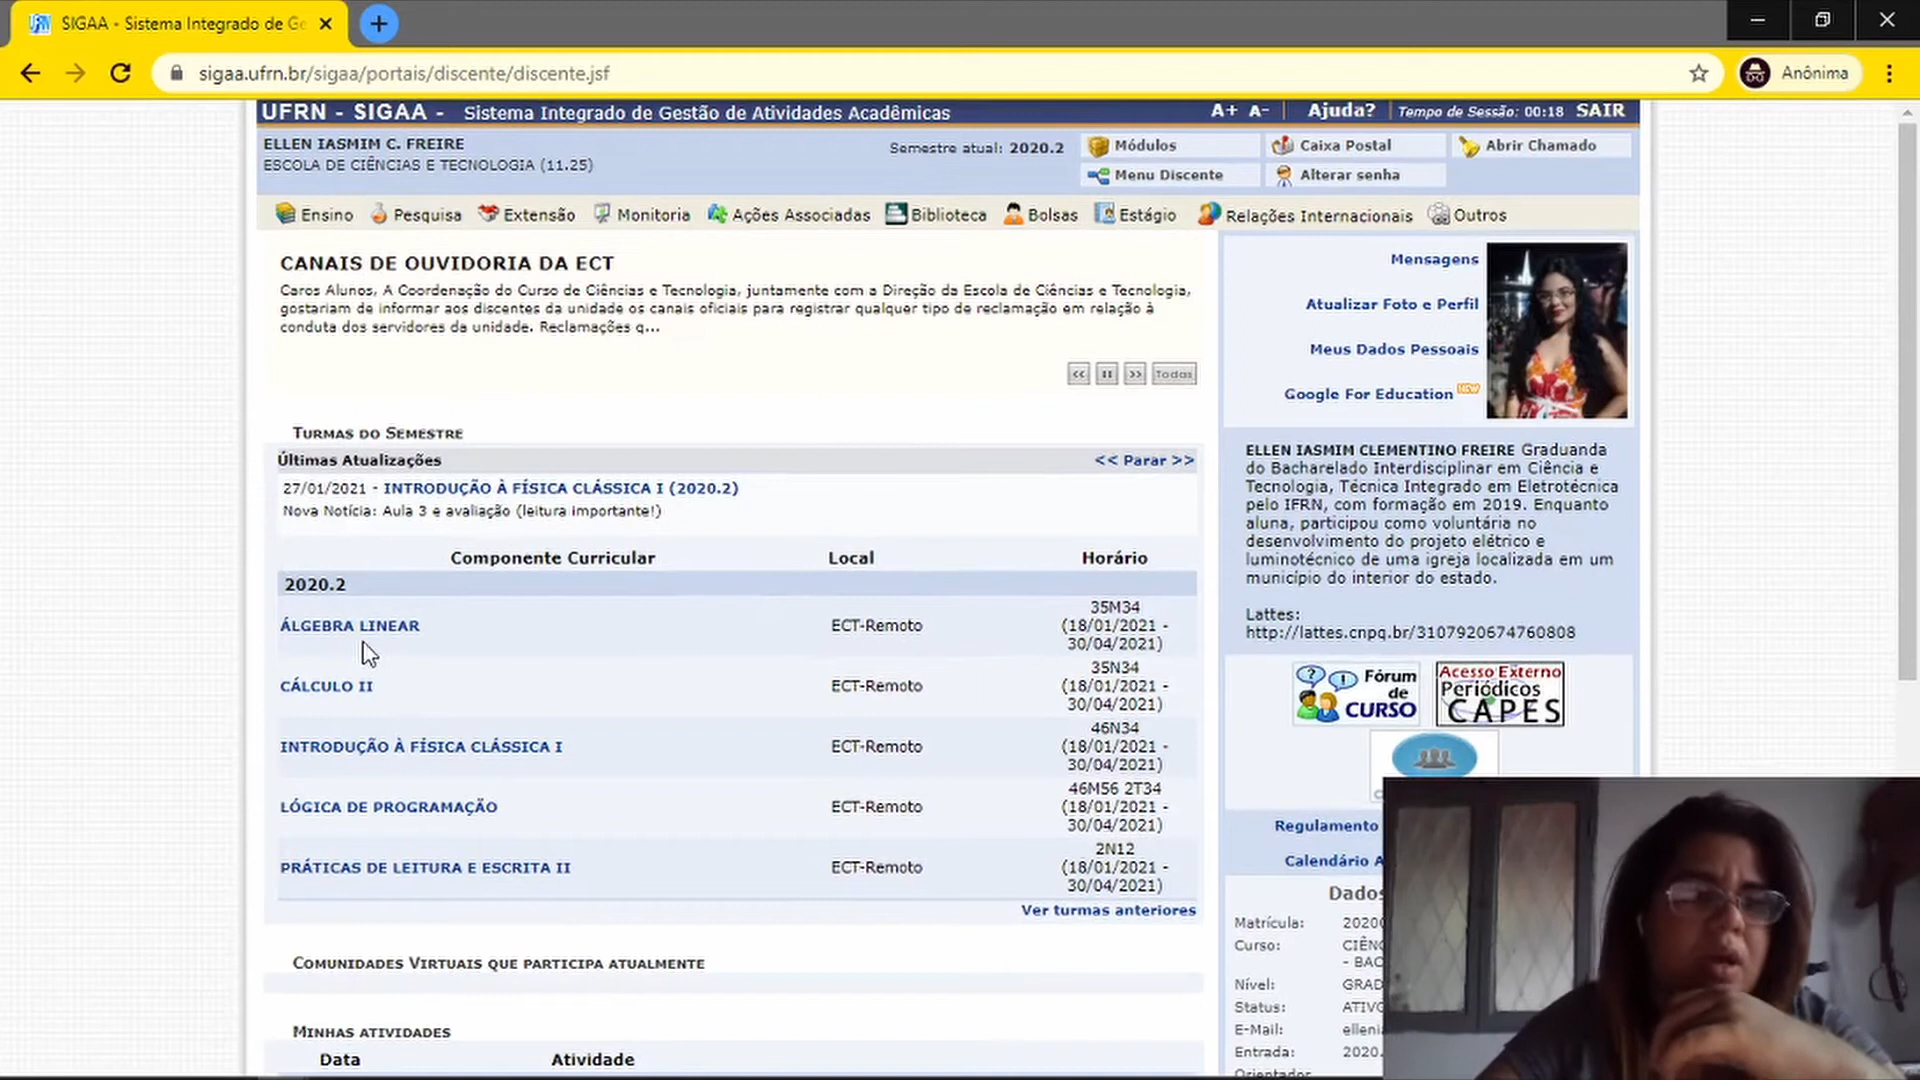 SIGAA - Sistema Integrado de Ge
sigaa.ufrn.br/sigaa/portais/discente/discente.jsf
Anônima
UFRN - SIGAA - Sistema Integrado de Gestão de Atividades Acadêmicas
A+ A- Ajuda? Tempo de Sessão: 00:18 SAIR
ELLEN IASMIM C. FREIRE
ESCOLA DE CIÊNCIAS E TECNOLOGIA (11.25)
Semestre atual: 2020.2
Módulos
Caixa Postal
Abrir Chamado
Menu Discente
Alterar senha
Ensino Pesquisa Extensão Monitoria Ações Associadas Biblioteca Bolsas Estágio Relações Internacionais Outros
CANAIS DE OUVIDORIA DA ECT
Caros Alunos, A Coordenação do Curso de Ciências e Tecnologia, juntamente com a Direção da Escola de Ciências e Tecnologia,
gostariam de informar aos discentes da unidade os canais oficiais para registrar qualquer tipo de reclamação em relação à
conduta dos servidores da unidade. Reclamações q...
<< >> Todas
TURMAS DO SEMESTRE
Últimas Atualizações
<< Parar >>
27/01/2021 - INTRODUÇÃO À FÍSICA CLÁSSICA I (2020.2)
Nova Notícia: Aula 3 e avaliação (leitura importante!)
Componente Curricular Local Horário
2020.2
ÁLGEBRA LINEAR
ECT-Remoto
35M34
(18/01/2021 -
30/04/2021)
CÁLCULO II
ECT-Remoto
35N34
(18/01/2021 -
30/04/2021)
INTRODUÇÃO À FÍSICA CLÁSSICA I
ECT-Remoto
46N34
(18/01/2021 -
30/04/2021)
LÓGICA DE PROGRAMAÇÃO
ECT-Remoto
46M56 2T34
(18/01/2021 -
30/04/2021)
PRÁTICAS DE LEITURA E ESCRITA II
ECT-Remoto
2N12
(18/01/2021 -
30/04/2021)
Ver turmas anteriores
COMUNIDADES VIRTUAIS QUE PARTICIPA ATUALMENTE
MINHAS ATIVIDADES
Data Atividade
Mensagens
Atualizar Foto e Perfil
Meus Dados Pessoais
Google For Education NEW
ELLEN IASMIM CLEMENTINO FREIRE Graduanda
do Bacharelado Interdisciplinar em Ciência e
Tecnologia, Técnica Integrado em Eletrotécnica
pelo IFRN, com formação em 2019. Enquanto
aluna, participou como voluntária no
desenvolvimento do projeto elétrico e
luminotécnico de uma igreja localizada em um
município do interior do estado.
Lattes:
http://lattes.cnpq.br/3107920674760808
Fórum
de
CURSO
Acesso Externo
Periódicos
CAPES
Regulamento
Calendário A
Dados
Matrícula: 2020
Curso: CIÊNC
- BAC
Nível: GRAD
Status: ATIVO
E-Mail: elleni
Entrada: 2020.
Orientador